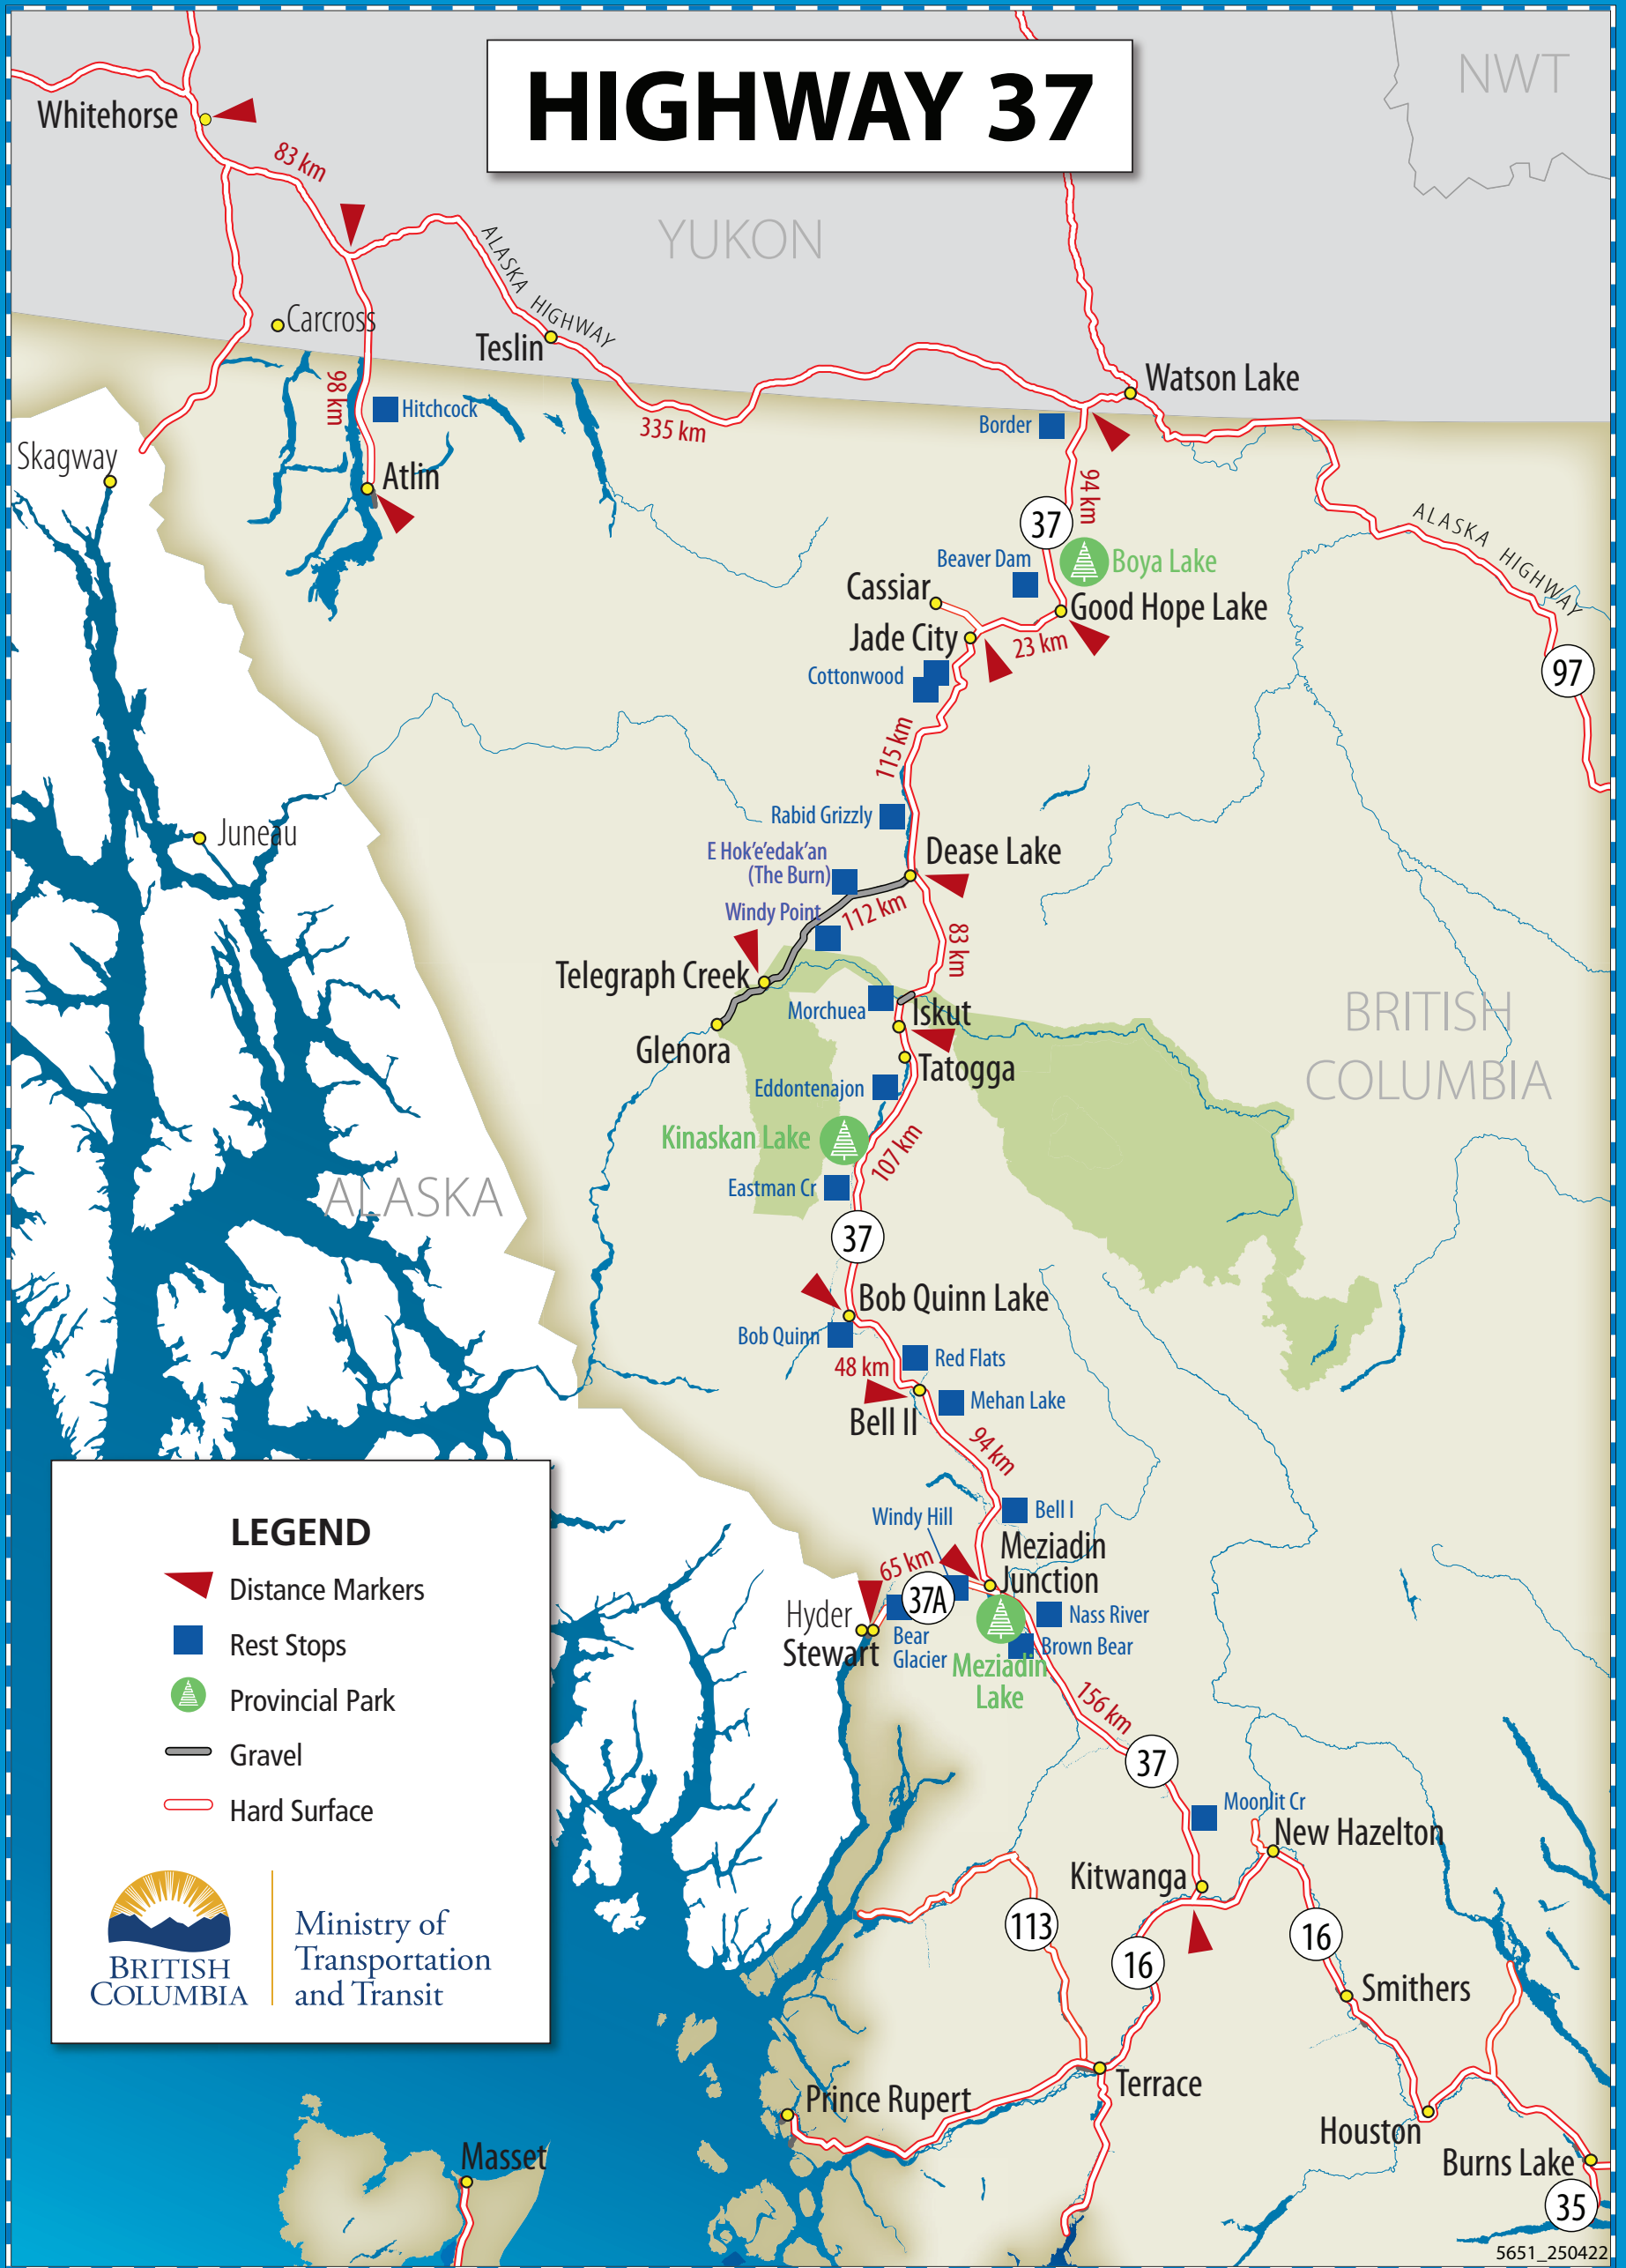 HIGHWAY 37
NWT
Whitehorse
83 km
YUKON
ALASKA HIGHWAY
Carcross
Teslin
Watson Lake
98 km
Hitchcock
335 km
Border
Skagway
Atlin
94 km
37
ALASKA HIGHWAY
Beaver Dam
Boya Lake
Cassiar
Good Hope Lake
Jade City
23 km
97
Cottonwood
115 km
Rabid Grizzly
Juneau
E Hok'e'edak'an
(The Burn)
Dease Lake
Windy Point
112 km
83 km
Telegraph Creek
Morchuea
Iskut
BRITISH
COLUMBIA
Glenora
Tatogga
Eddontenajon
Kinaskan Lake
107 km
Eastman Cr
ALASKA
37
Bob Quinn Lake
Bob Quinn
48 km
Red Flats
Mehan Lake
Bell II
94 km
Bell I
Windy Hill
Meziadin
Junction
65 km
37A
Hyder
Stewart
Bear
Glacier
Nass River
Brown Bear
Meziadin
Lake
156 km
37
Moonlit Cr
New Hazelton
Kitwanga
113
16
16
Smithers
Terrace
Prince Rupert
Houston
Masset
Burns Lake
35
LEGEND
Distance Markers
Rest Stops
Provincial Park
Gravel
Hard Surface
BRITISH
COLUMBIA
Ministry of
Transportation
and Transit
5651_250422